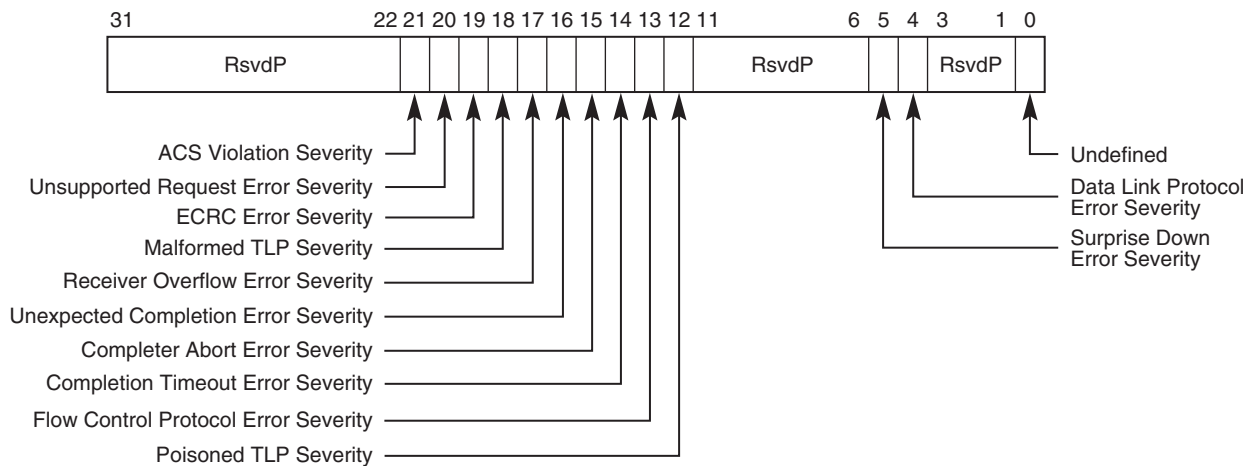 31 22 21 20 19 18 17 16 15 14 13 12 11 6 5 4 3 1 0
RsvdP RsvdP RsvdP
ACS Violation Severity
Unsupported Request Error Severity
ECRC Error Severity
Malformed TLP Severity
Receiver Overflow Error Severity
Unexpected Completion Error Severity
Completer Abort Error Severity
Completion Timeout Error Severity
Flow Control Protocol Error Severity
Poisoned TLP Severity
Undefined
Data Link Protocol
Error Severity
Surprise Down
Error Severity